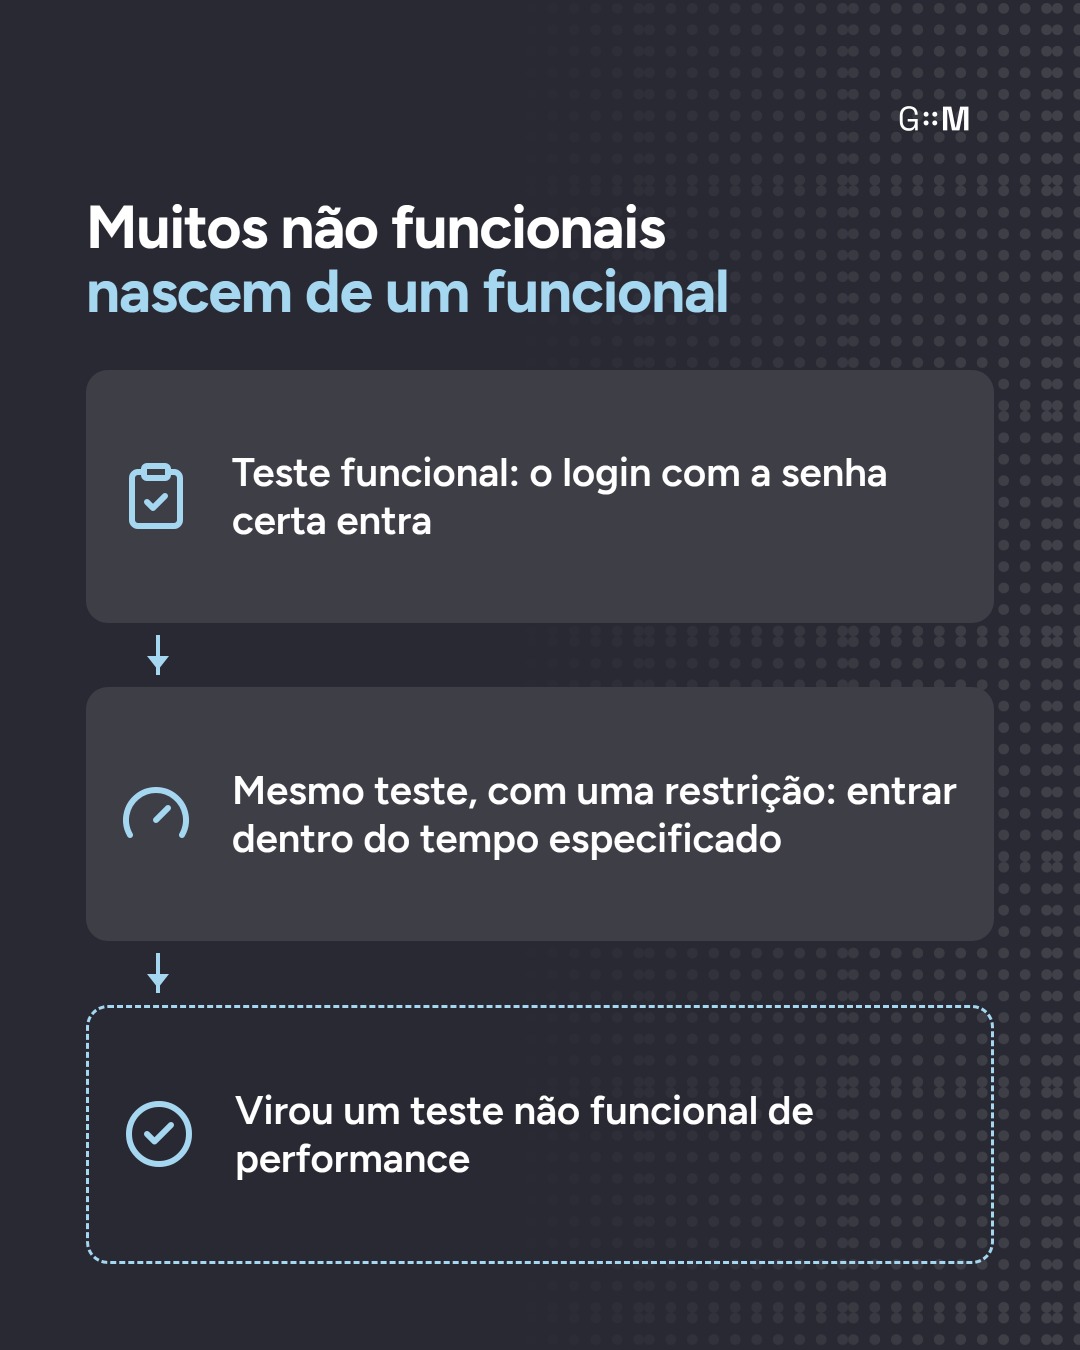 G::M
Muitos não funcionais
nascem de um funcional
Teste funcional: o login com a senha
certa entra
Mesmo teste, com uma restrição: entrar
dentro do tempo especificado
Virou um teste não funcional de
performance